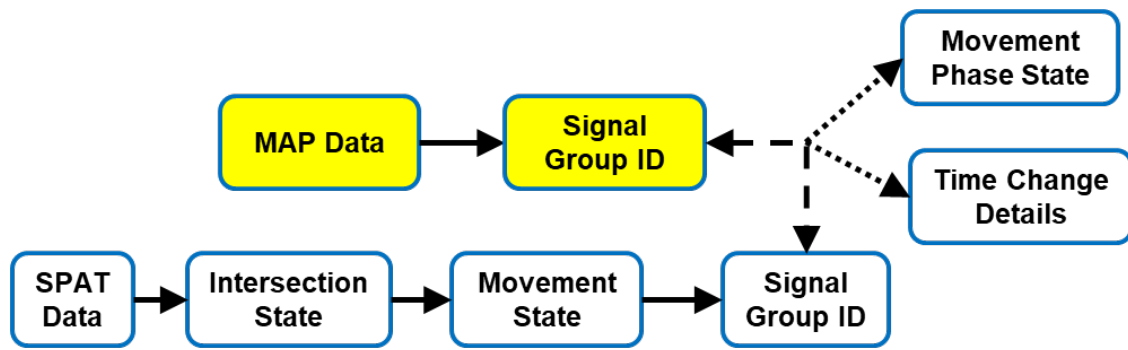 Movement
Phase State
MAP Data
Signal
Group ID
Time Change
Details
SPAT
Data
Intersection
State
Movement
State
Signal
Group ID